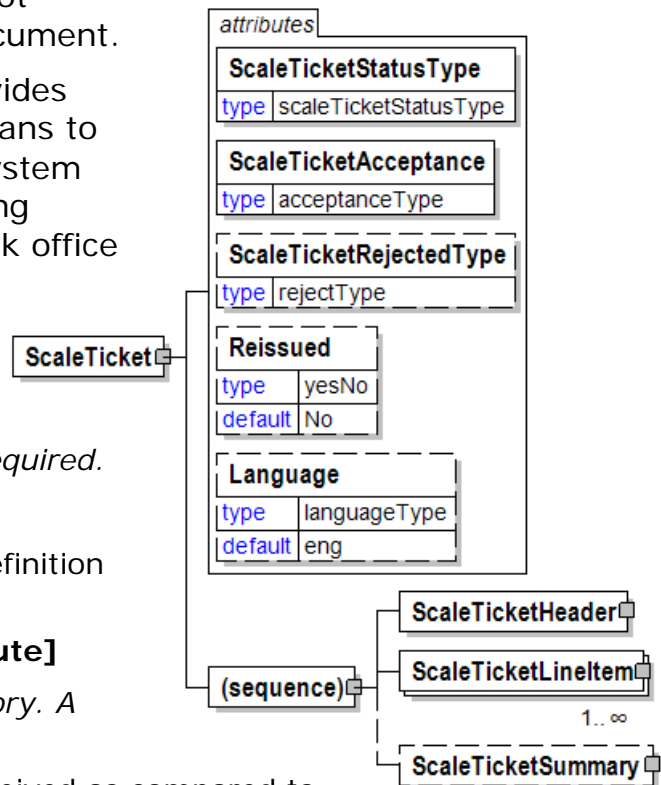 cument.
vides
ans to
ystem
ng
k office
equired.
efinition
ute]
ory. A
attributes
ScaleTicketStatusType
type scaleTicketStatusType
ScaleTicketAcceptance
type acceptanceType
ScaleTicketRejectedType
type rejectType
Reissued
type yesNo
default No
Language
type languageType
default eng
ScaleTicket
(sequence)
ScaleTicketHeader
ScaleTicketLineItem
1.. ∞
ScaleTicketSummary